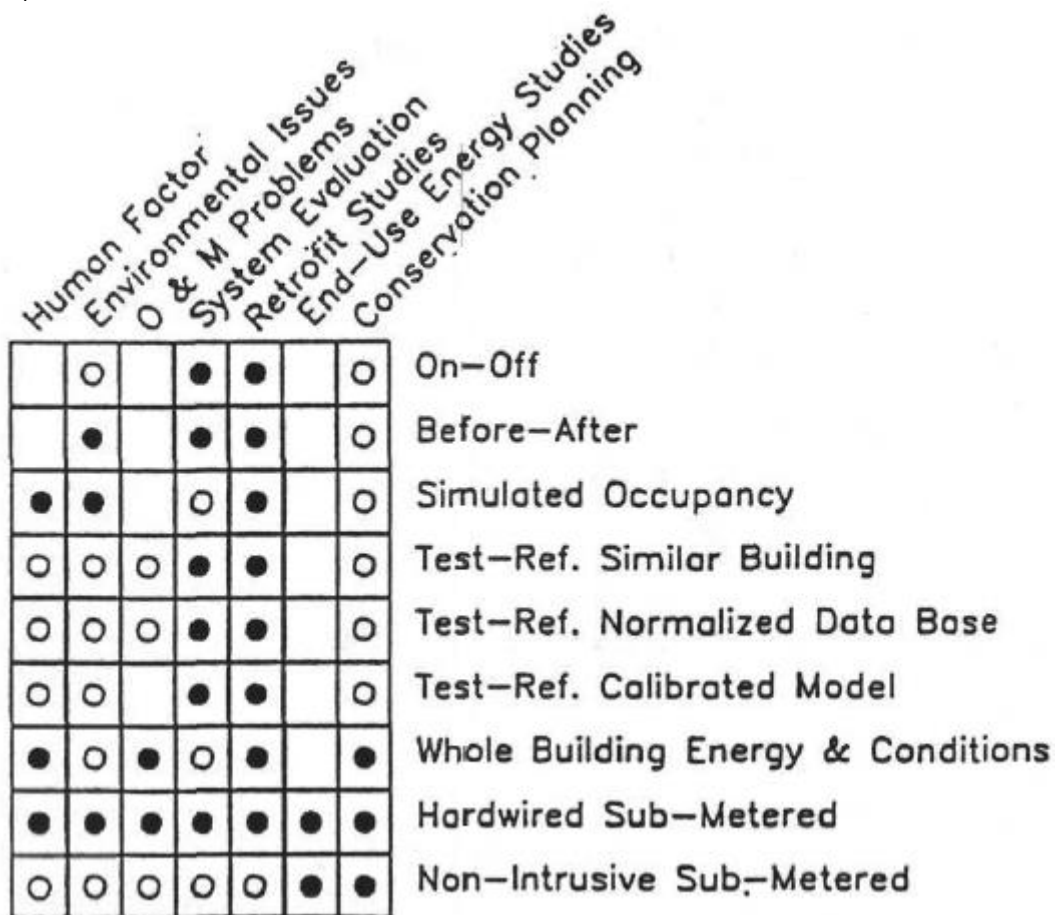 Human Factor
Environmental Issues
O & M Problems
System Evaluation
Retrofit Studies
End-Use Energy Studies
Conservation Planning
On-Off
Before-After
Simulated Occupancy
Test-Ref. Similar Building
Test-Ref. Normalized Data Base
Test-Ref. Calibrated Model
Whole Building Energy & Conditions
Hardwired Sub-Metered
Non-Intrusive Sub-Metered